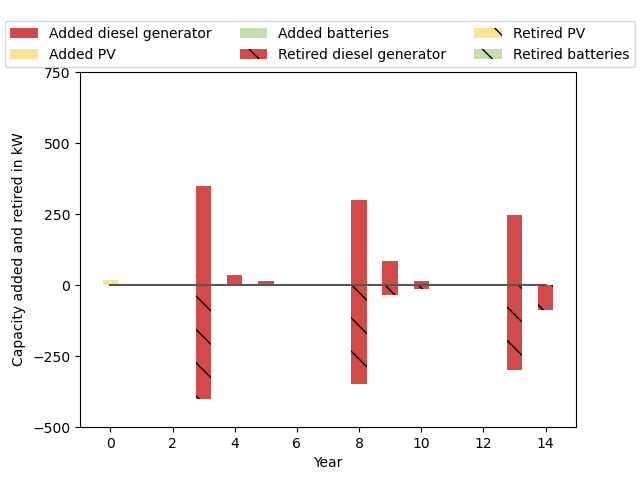 Added diesel generator
Added PV
Added batteries
Retired diesel generator
Retired PV
Retired batteries
750
500
250
0
−250
−500
Capacity added and retired in kW
0 2 4 6 8 10 12 14
Year